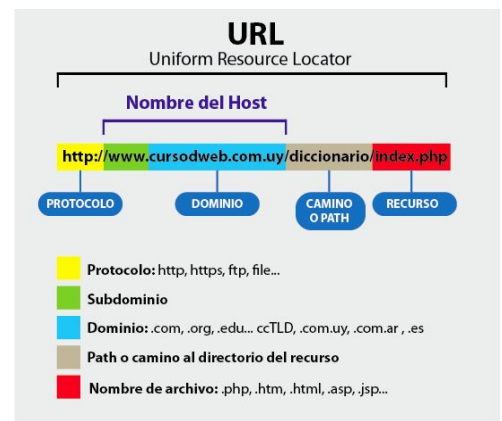 URL
Uniform Resource Locator
Nombre del Host
http://www.cursodweb.com.uy/diccionario/index.php
PROTOCOLO
DOMINIO
CAMINO
O PATH
RECURSO
Protocolo: http, https, ftp, file...
Subdominio
Dominio: .com, .org, .edu... ccTLD, .com.uy, .com.ar , .es
Path o camino al directorio del recurso
Nombre de archivo: .php, .htm, .html, .asp, .jsp...